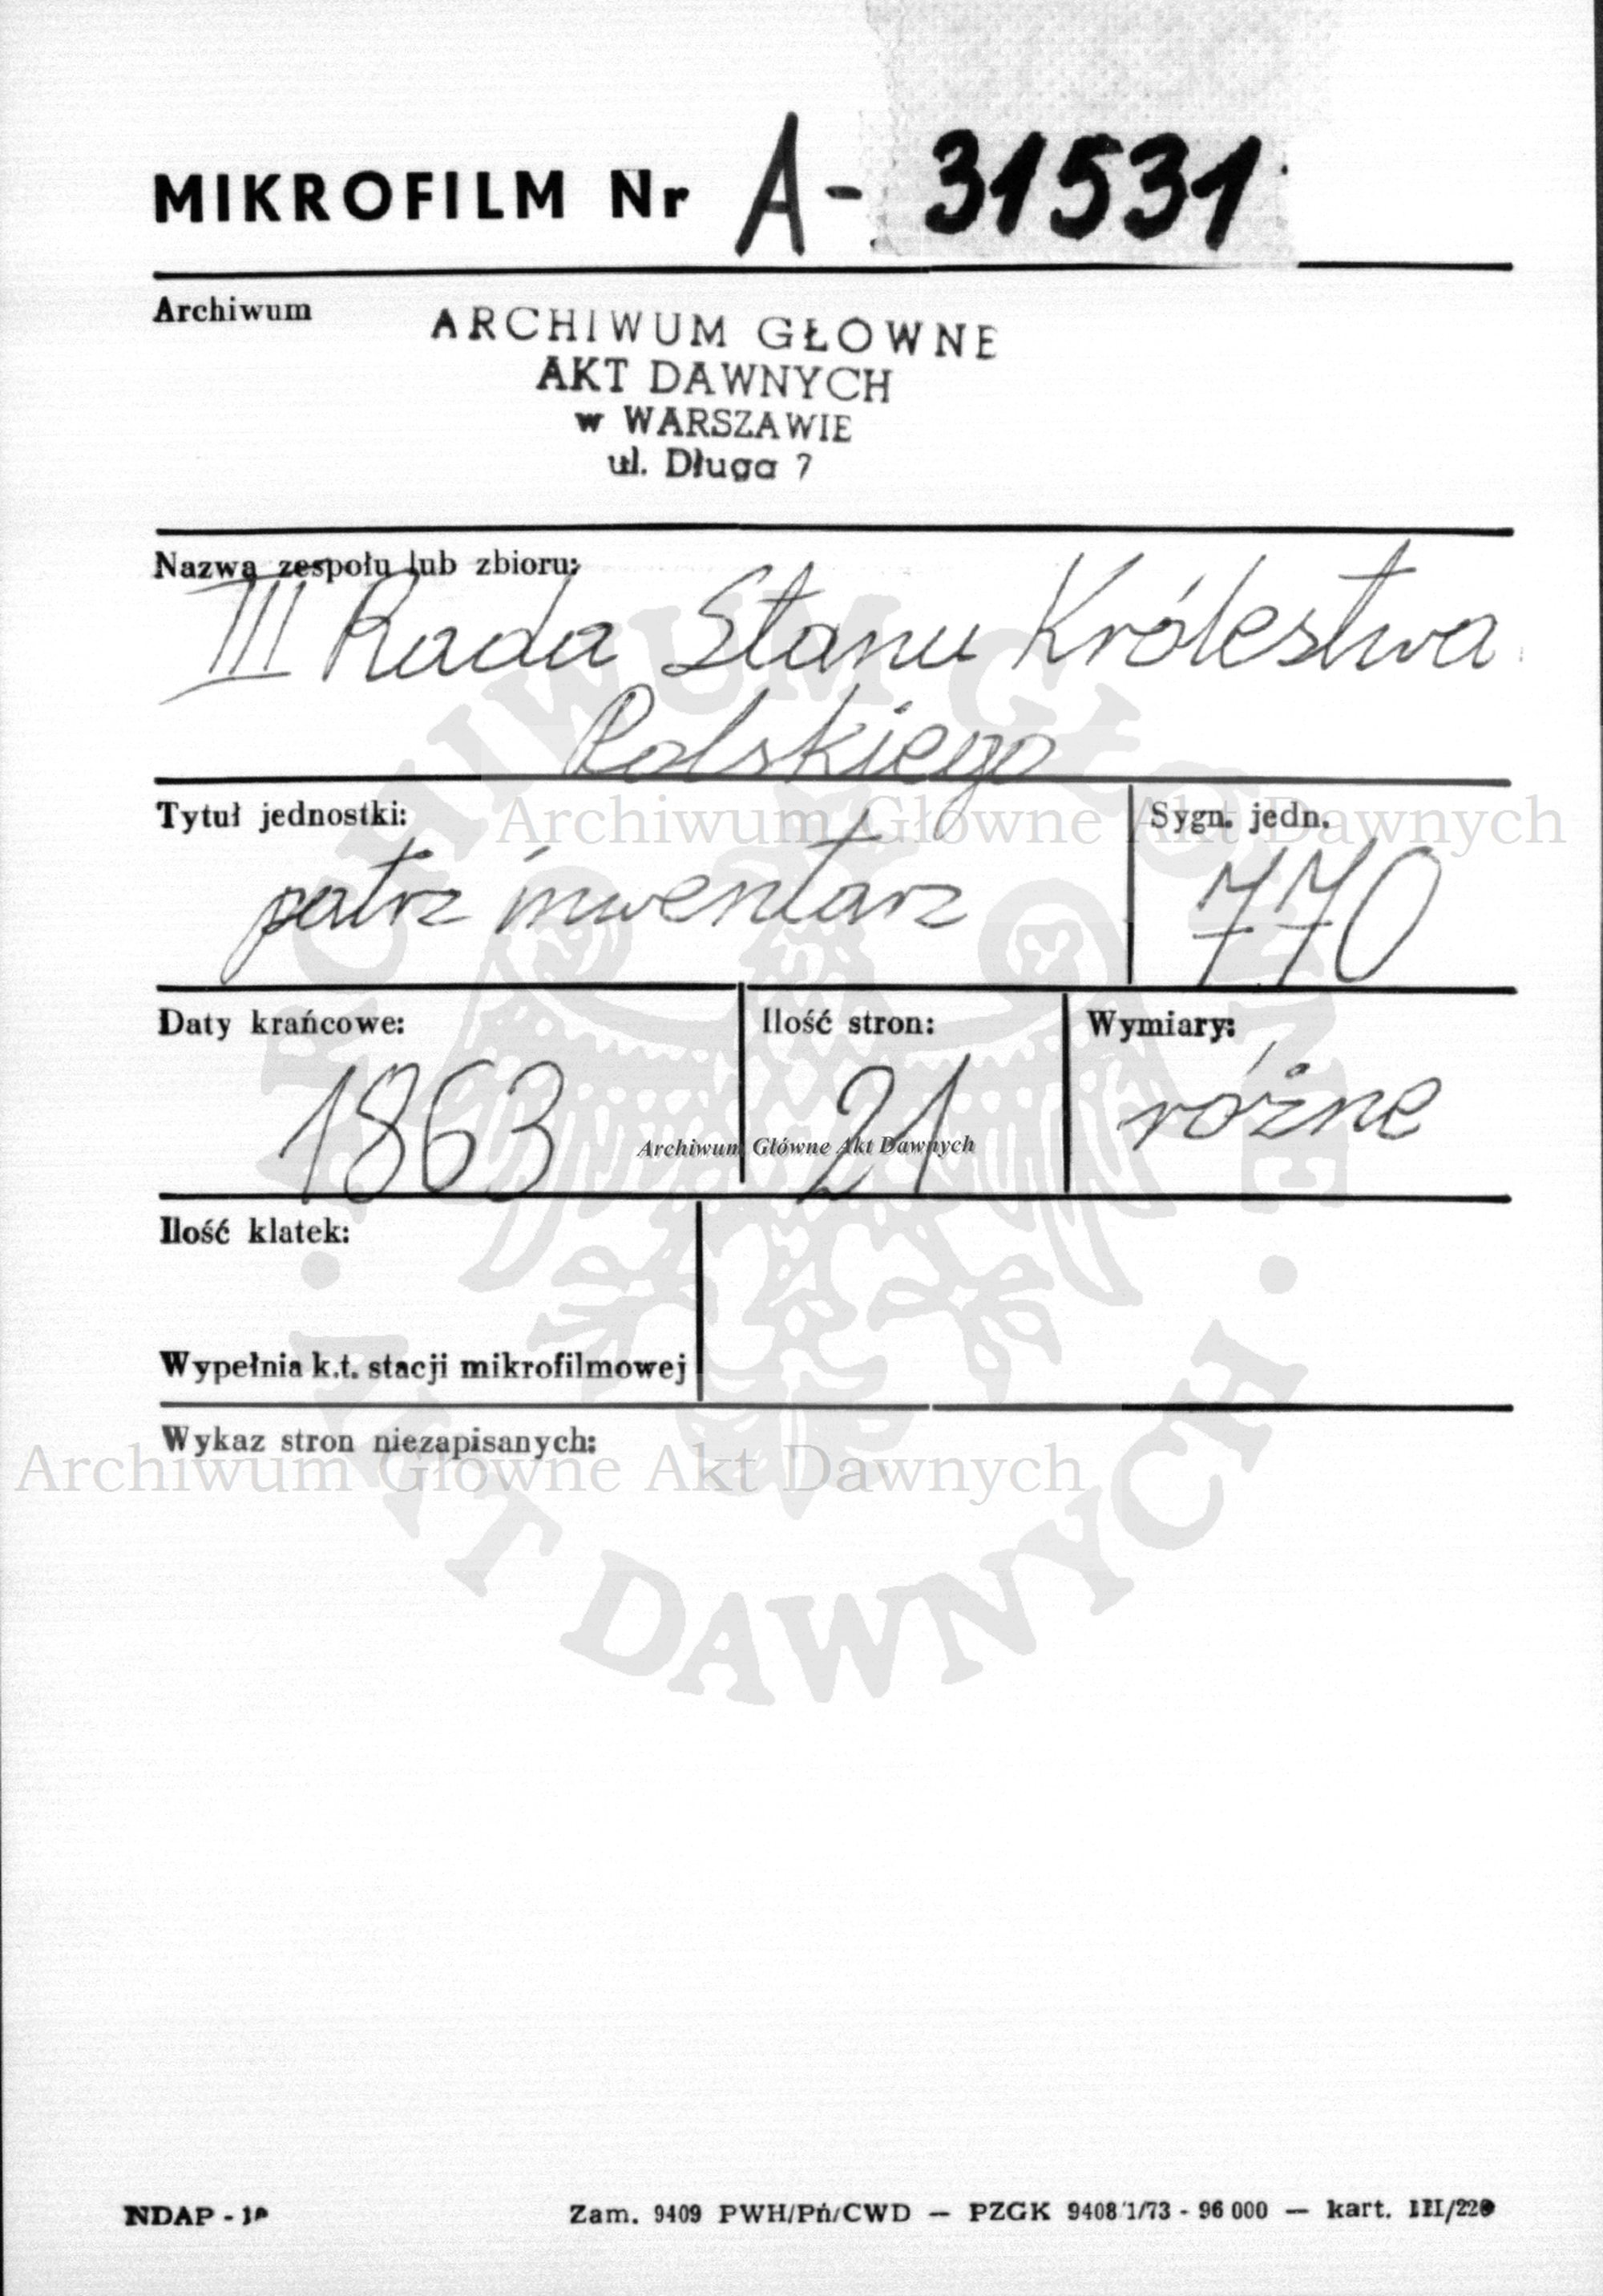 MIKROFILM Nr A- 31531
Archiwum
ARCHIWUM GŁOWNE
AKT DAWNYCH
w WARSZAWIE
ul. Długa 7
Nazwa zespołu lub zbioru:
III Rada Stanu Królestwa
Polskiego
Tytuł jednostki:
patrz inwentarz
Sygn. jedn.
770
Archiwum Główne Akt Dawnych
Daty krańcowe:
1863
Ilość stron:
21
Wymiary:
różne
Archiwum Główne Akt Dawnych
Ilość klatek:
Wypełnia k.t. stacji mikrofilmowej
Wykaz stron niezapisanych:
Archiwum Główne Akt Dawnych
ARCHIWUM GŁÓWNE
· AKT DAWNYCH ·
NDAP -
Zam. 9409 PWH/Pń/CWD — PZGK 9408/1/73 - 96 000 — kart. III/220